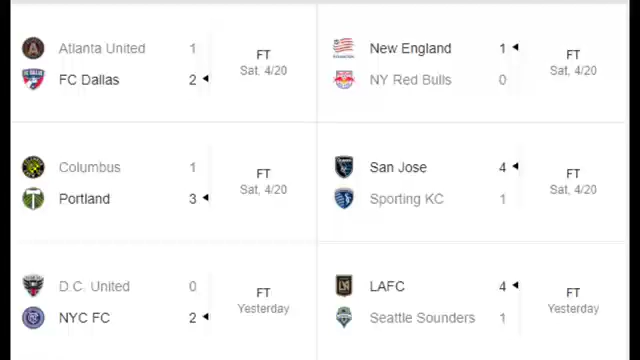 Atlanta United 1
FT
Sat, 4/20
FC Dallas 2
New England 1
FT
Sat, 4/20
NY Red Bulls 0
Columbus 1
FT
Sat, 4/20
Portland 3
San Jose 4
FT
Sat, 4/20
Sporting KC 1
D.C. United 0
FT
Yesterday
NYC FC 2
LAFC 4
FT
Yesterday
Seattle Sounders 1